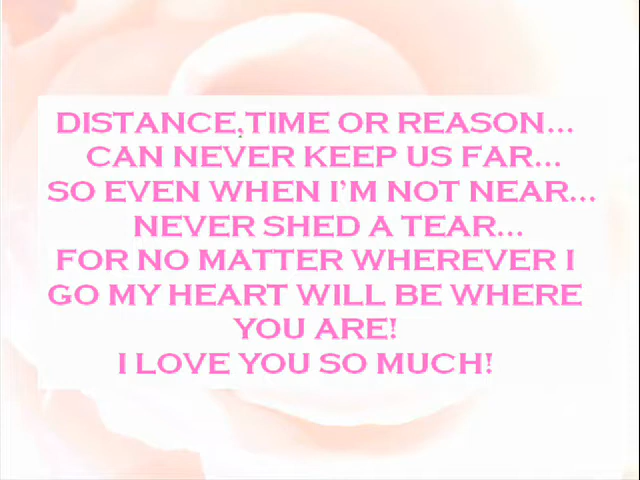 DISTANCE,TIME OR REASON...
CAN NEVER KEEP US FAR...
SO EVEN WHEN I'M NOT NEAR...
NEVER SHED A TEAR...
FOR NO MATTER WHEREVER I
GO MY HEART WILL BE WHERE
YOU ARE!
I LOVE YOU SO MUCH!